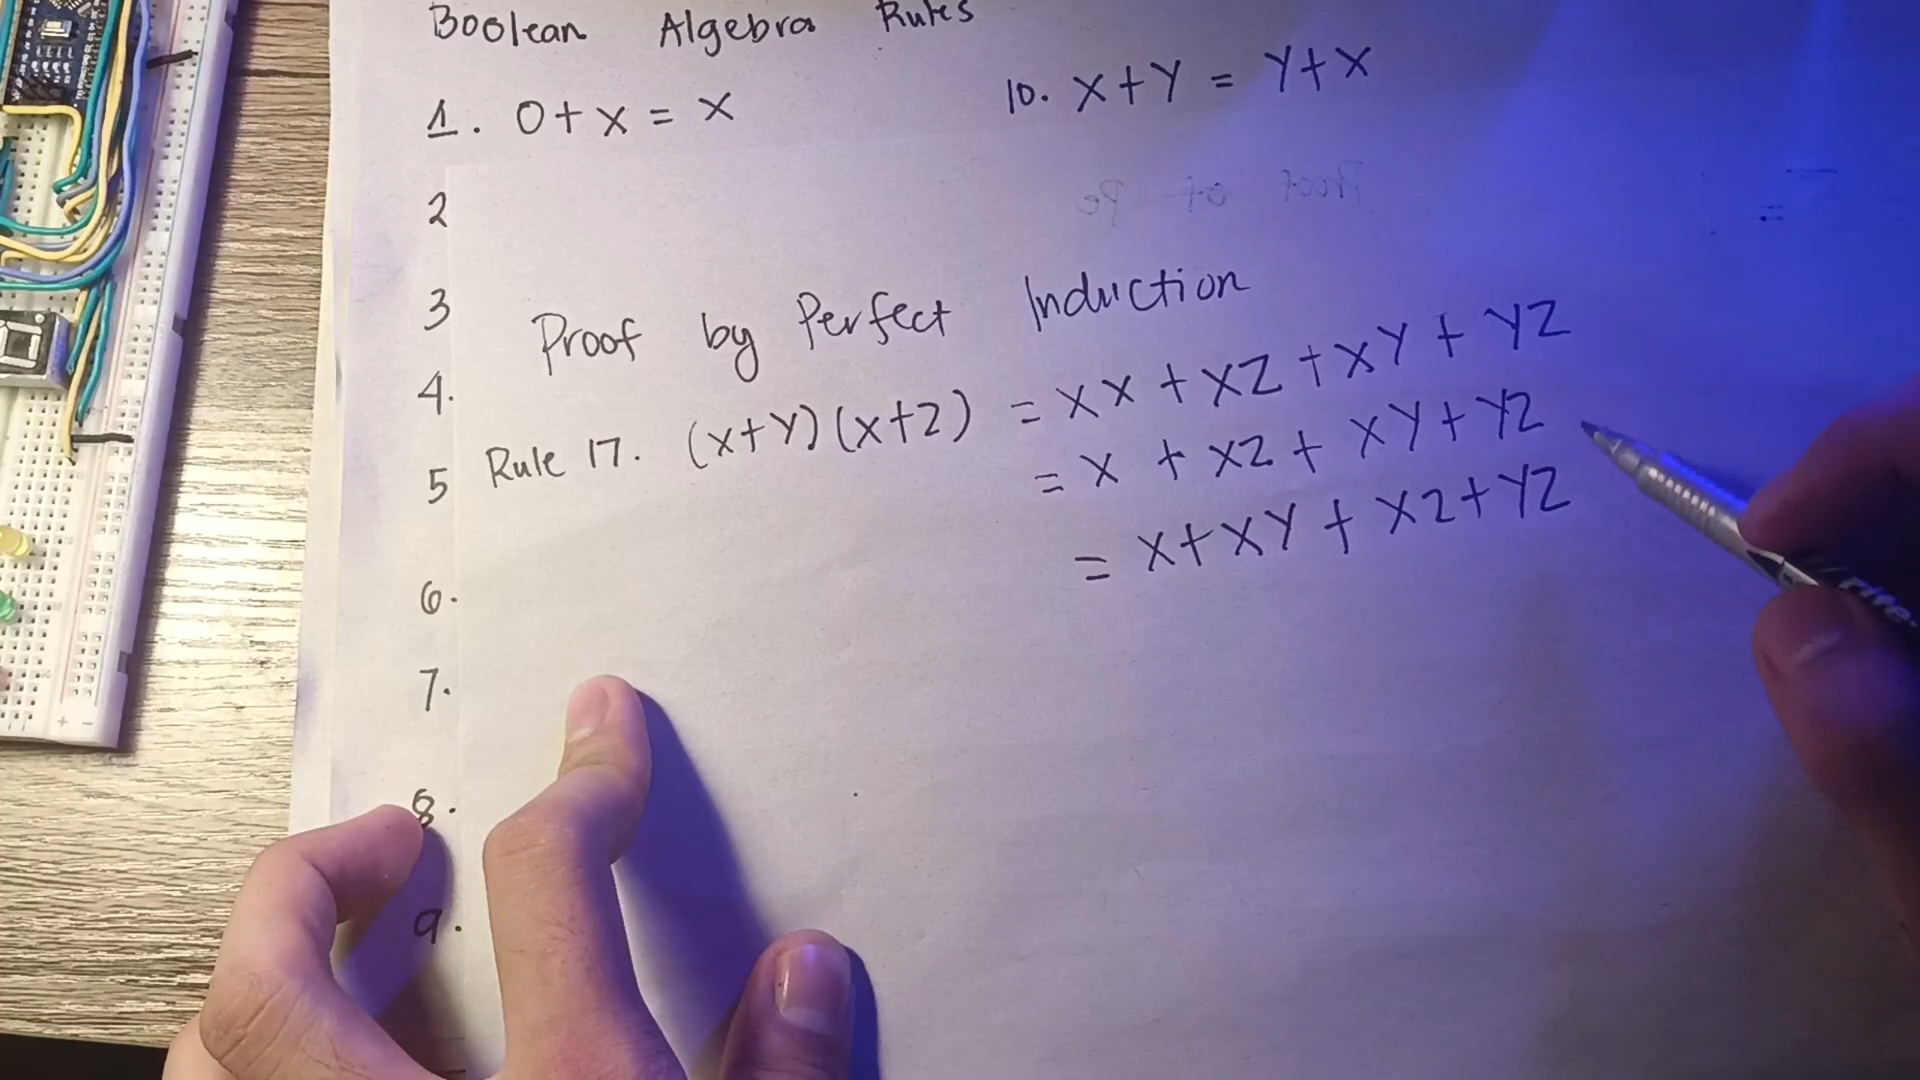 Boolean Algebra Rules
1. 0 + x = x
10. X + Y = Y + X
2
3
Proof by Perfect Induction
4.
Rule 17. (x+Y)(x+Z) = XX + XZ + XY + YZ
5
= X + XZ + XY + YZ
= X + XY + XZ + YZ
6.
7.
8.
9.